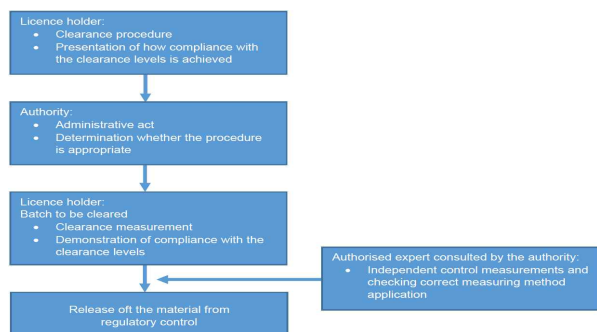 Licence holder:
• Clearance procedure
• Presentation of how compliance with
the clearance levels is achieved
Authority:
• Administrative act
• Determination whether the procedure
is appropriate
Licence holder:
Batch to be cleared
• Clearance measurement
• Demonstration of compliance with the
clearance levels
Authorised expert consulted by the authority:
• Independent control measurements and
checking correct measuring method
application
Release oft the material from
regulatory control